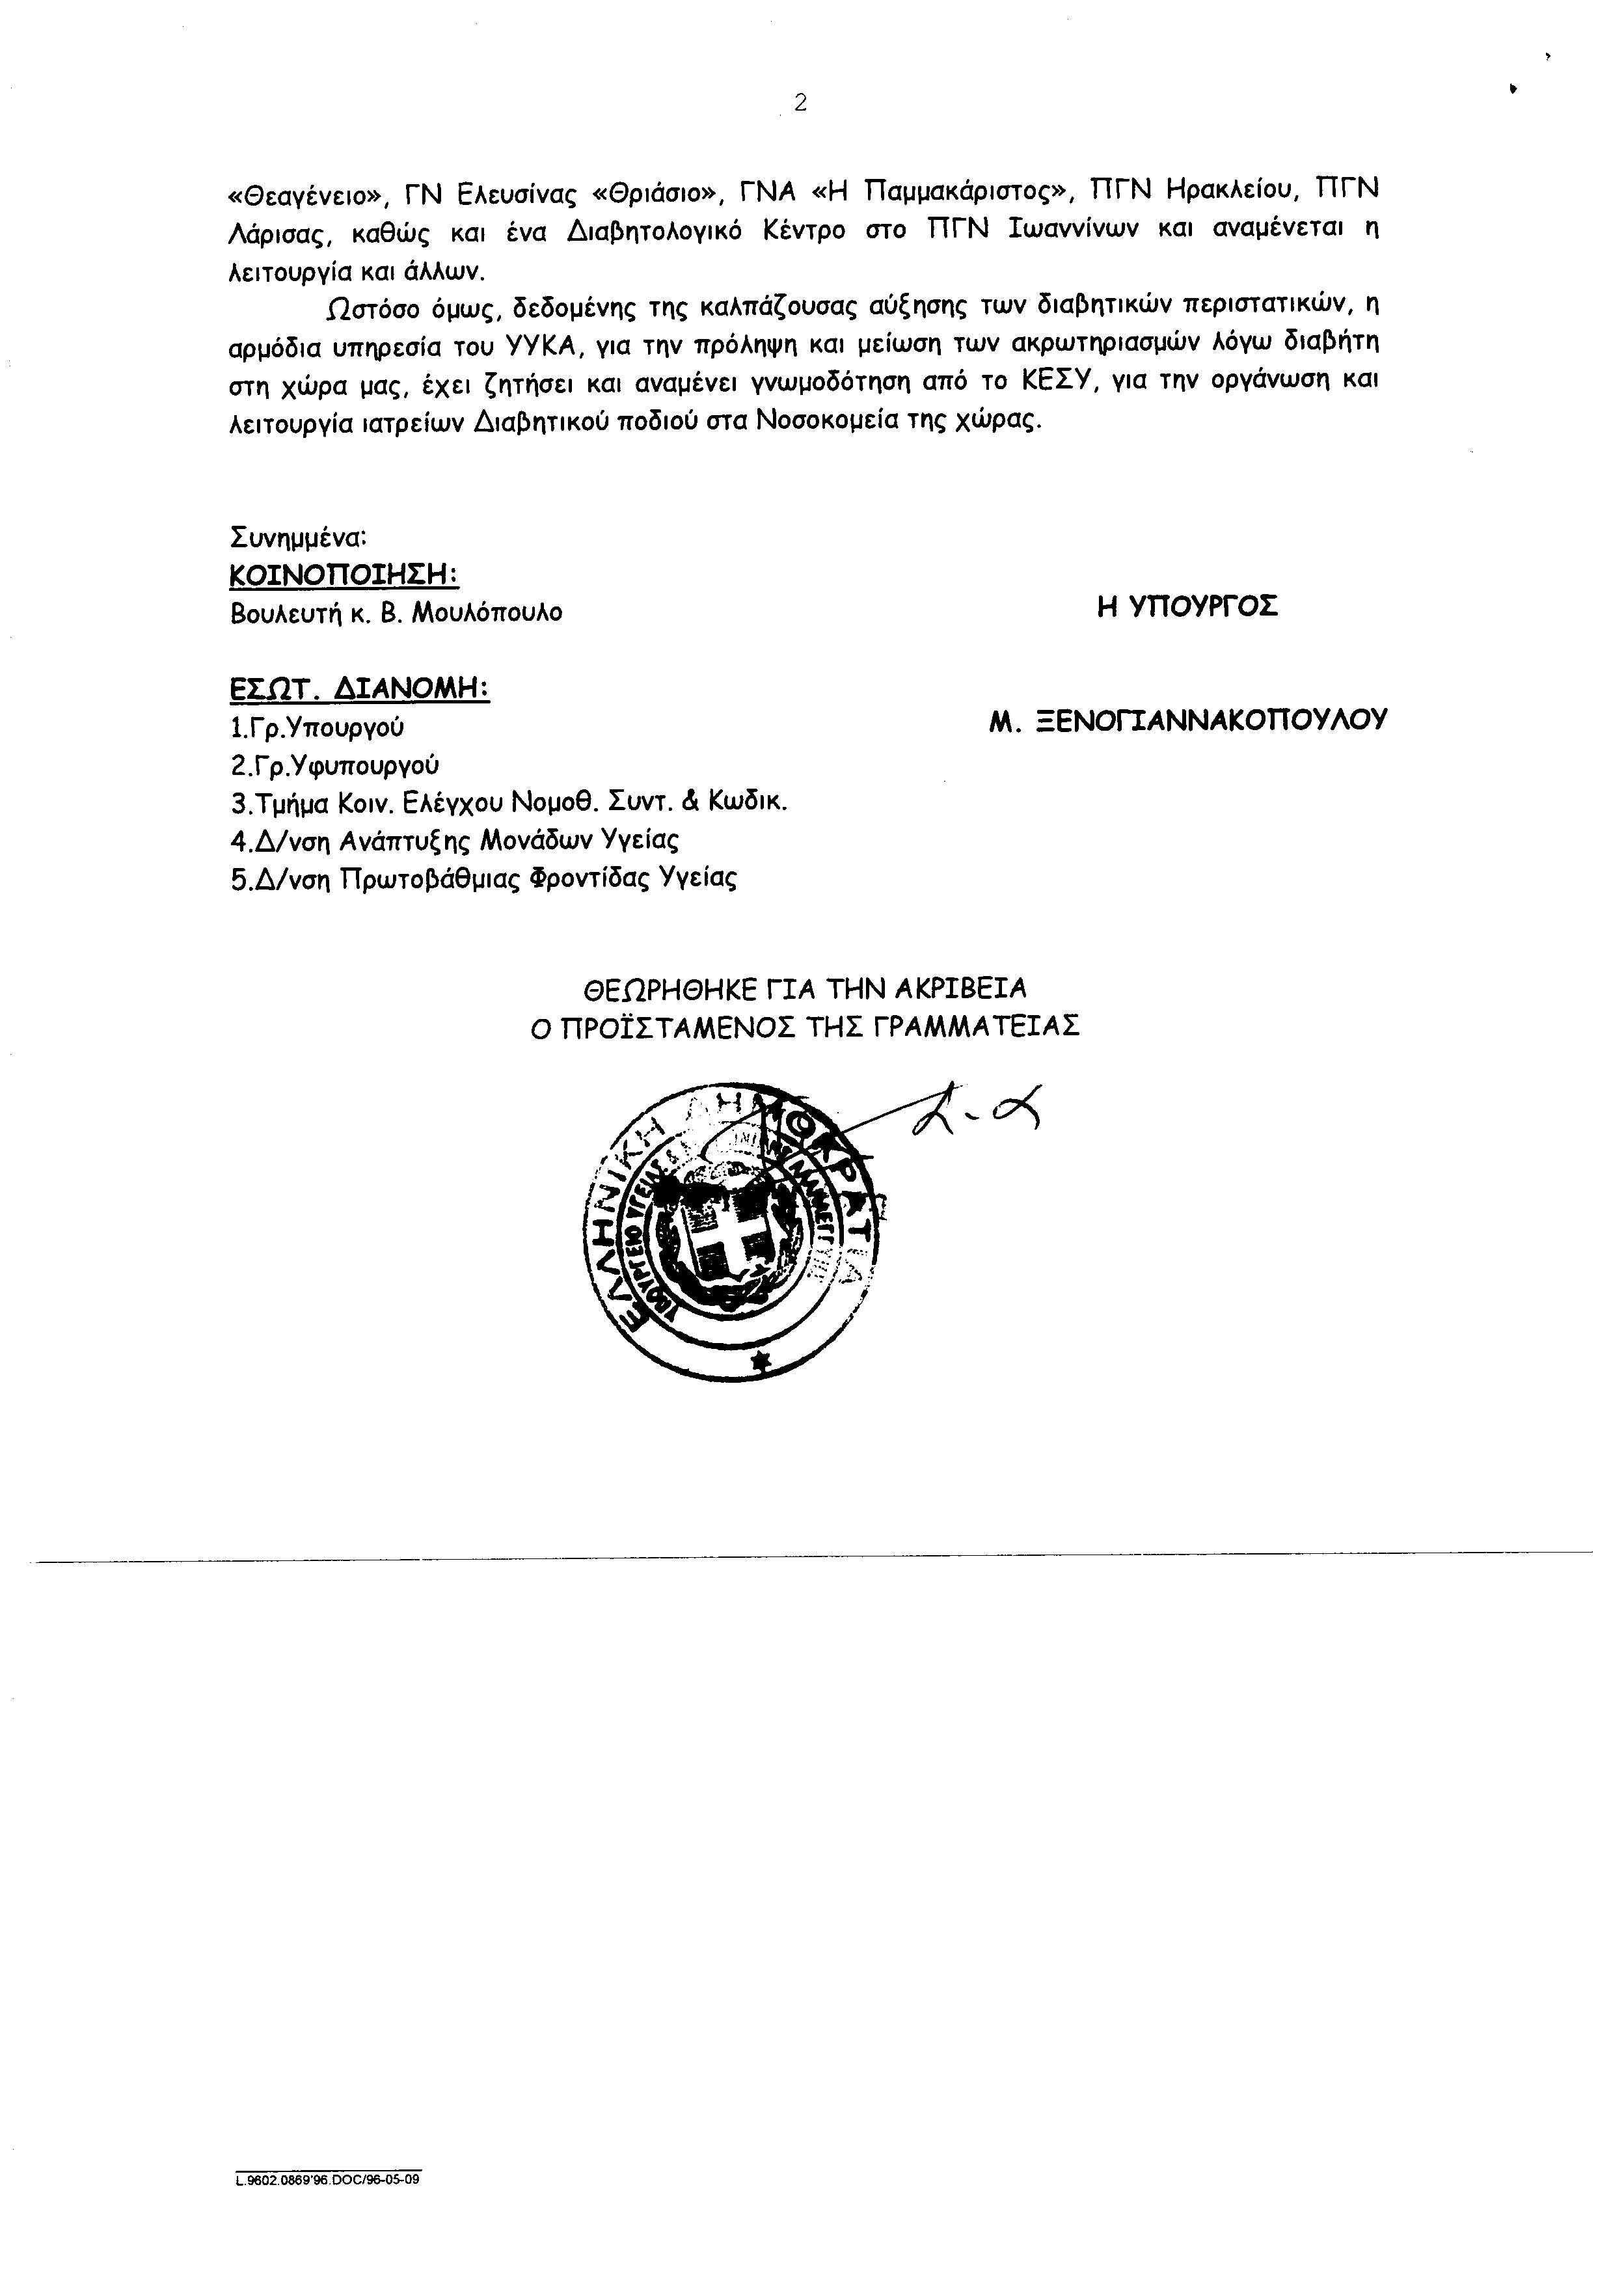 2
«Θεαγένειο», ΓΝ Ελευσίνας «Θριάσιο», ΓΝΑ «Η Παμμακάριστος», ΠΓΝ Ηρακλείου, ΠΓΝ
Λάρισας, καθώς και ένα Διαβητολογικό Κέντρο στο ΠΓΝ Ιωαννίνων και αναμένεται η
λειτουργία και άλλων.
Ωστόσο όμως, δεδομένης της καλπάζουσας αύξησης των διαβητικών περιστατικών, η
αρμόδια υπηρεσία του ΥΥΚΑ, για την πρόληψη και μείωση των ακρωτηριασμών λόγω διαβήτη
στη χώρα μας, έχει ζητήσει και αναμένει γνωμοδότηση από το ΚΕΣΥ, για την οργάνωση και
λειτουργία ιατρείων Διαβητικού ποδιού στα Νοσοκομεία της χώρας.
Συνημμένα:
ΚΟΙΝΟΠΟΙΗΣΗ:
Βουλευτή κ. Β. Μουλόπουλο
Η ΥΠΟΥΡΓΟΣ
ΕΣΩΤ. ΔΙΑΝΟΜΗ:
1.Γρ.Υπουργού
Μ. ΞΕΝΟΓΙΑΝΝΑΚΟΠΟΥΛΟΥ
2.Γρ.Υφυπουργού
3.Τμήμα Κοιν. Ελέγχου Νομοθ. Συντ. & Κωδικ.
4.Δ/νση Ανάπτυξης Μονάδων Υγείας
5.Δ/νση Πρωτοβάθμιας Φροντίδας Υγείας
ΘΕΩΡΗΘΗΚΕ ΓΙΑ ΤΗΝ ΑΚΡΙΒΕΙΑ
Ο ΠΡΟΪΣΤΑΜΕΝΟΣ ΤΗΣ ΓΡΑΜΜΑΤΕΙΑΣ
ΕΛΛΗΝΙΚΗ ΔΗΜΟΚΡΑΤΙΑ
ΥΠΟΥΡΓΕΙΟ ΥΓΕΙΑΣ
L.9602.0869'96.DOC/96-05-09